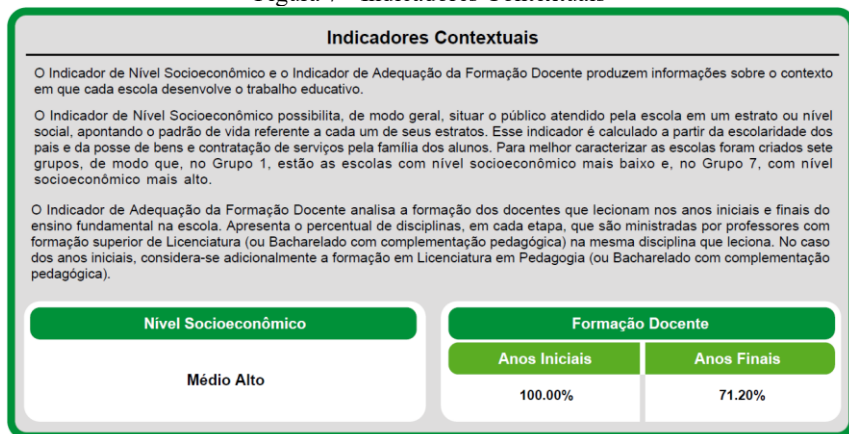 Indicadores Contextuais
O Indicador de Nível Socioeconômico e o Indicador de Adequação da Formação Docente produzem informações sobre o contexto
em que cada escola desenvolve o trabalho educativo.
O Indicador de Nível Socioeconômico possibilita, de modo geral, situar o público atendido pela escola em um estrato ou nível
social, apontando o padrão de vida referente a cada um de seus estratos. Esse indicador é calculado a partir da escolaridade dos
pais e da posse de bens e contratação de serviços pela família dos alunos. Para melhor caracterizar as escolas foram criados sete
grupos, de modo que, no Grupo 1, estão as escolas com nível socioeconômico mais baixo e, no Grupo 7, com nível
socioeconômico mais alto.
O Indicador de Adequação da Formação Docente analisa a formação dos docentes que lecionam nos anos iniciais e finais do
ensino fundamental na escola. Apresenta o percentual de disciplinas, em cada etapa, que são ministradas por professores com
formação superior de Licenciatura (ou Bacharelado com complementação pedagógica) na mesma disciplina que leciona. No caso
dos anos iniciais, considera-se adicionalmente a formação em Licenciatura em Pedagogia (ou Bacharelado com complementação
pedagógica).
Nível Socioeconômico
Médio Alto
Formação Docente
Anos Iniciais
Anos Finais
100.00%
71.20%